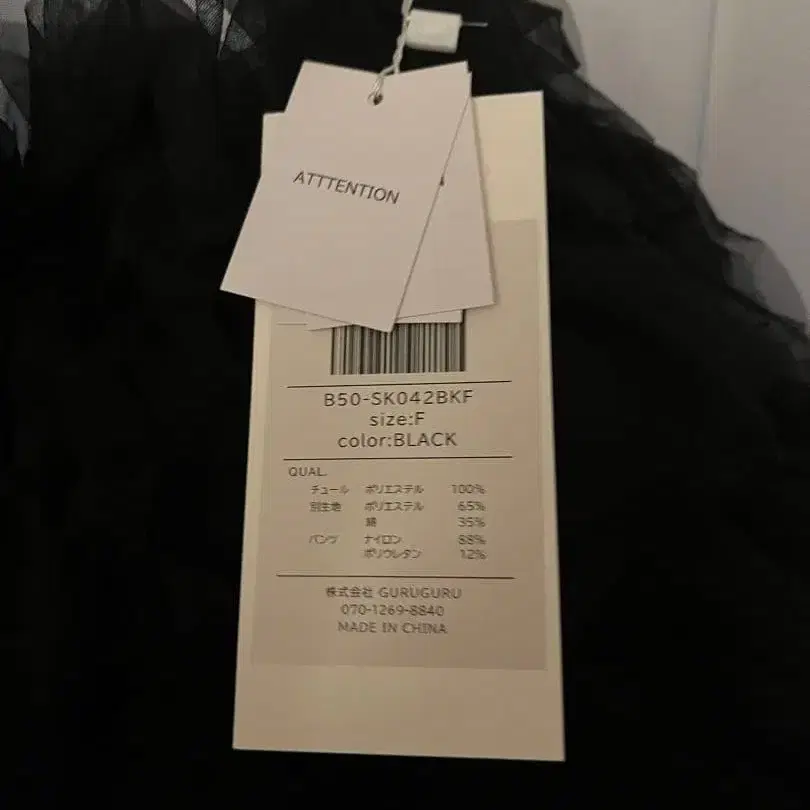 ATTTENTION
B50-SK042BKF
size:F
color:BLACK
QUAL.
チュール ポリエステル 100%
別生地 ポリエステル 65%
綿 35%
パンツ ナイロン 88%
ポリウレタン 12%
株式会社 GURUGURU
070-1269-8840
MADE IN CHINA